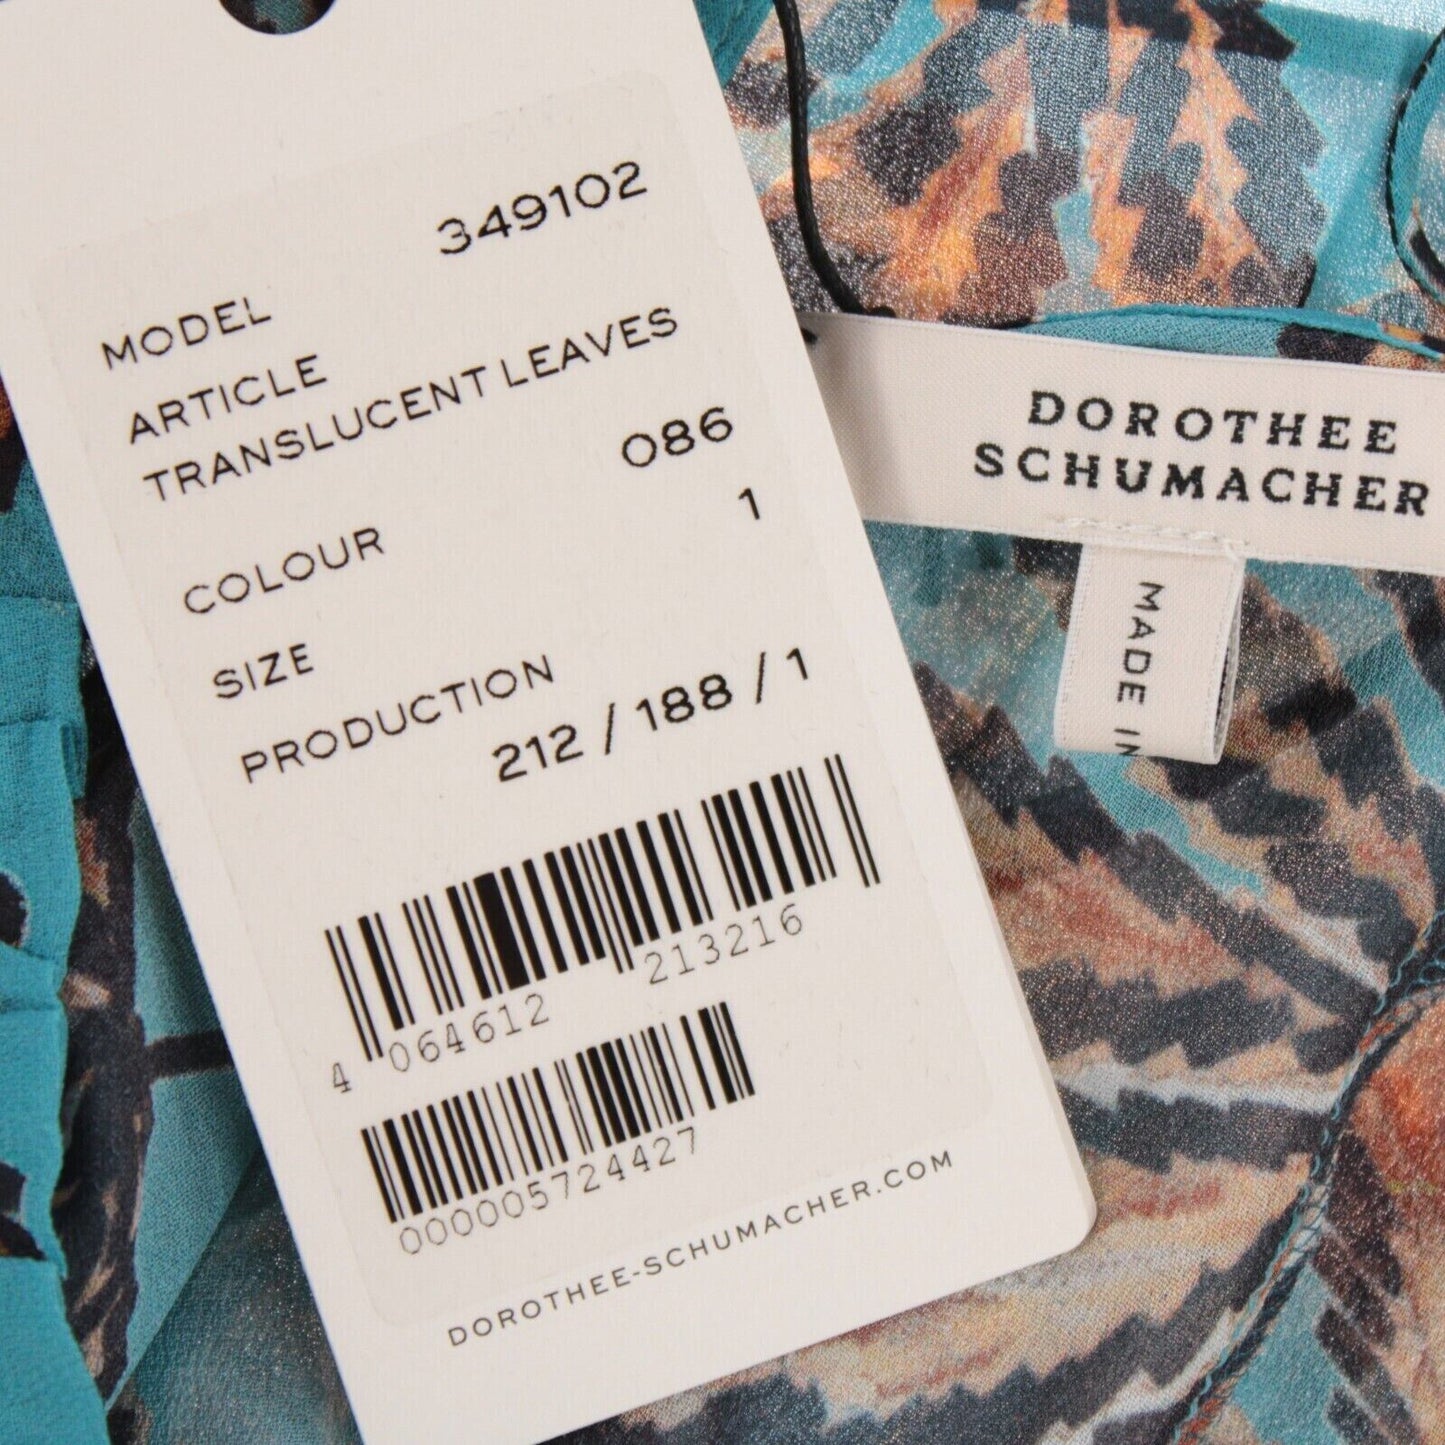 MODEL 349102
ARTICLE
TRANSLUCENT LEAVES
COLOUR 086
SIZE 1
PRODUCTION
212 / 188 / 1
4 064612 213216
000005724427
DOROTHEE-SCHUMACHER.COM
DOROTHEE
SCHUMACHER
MADE IN